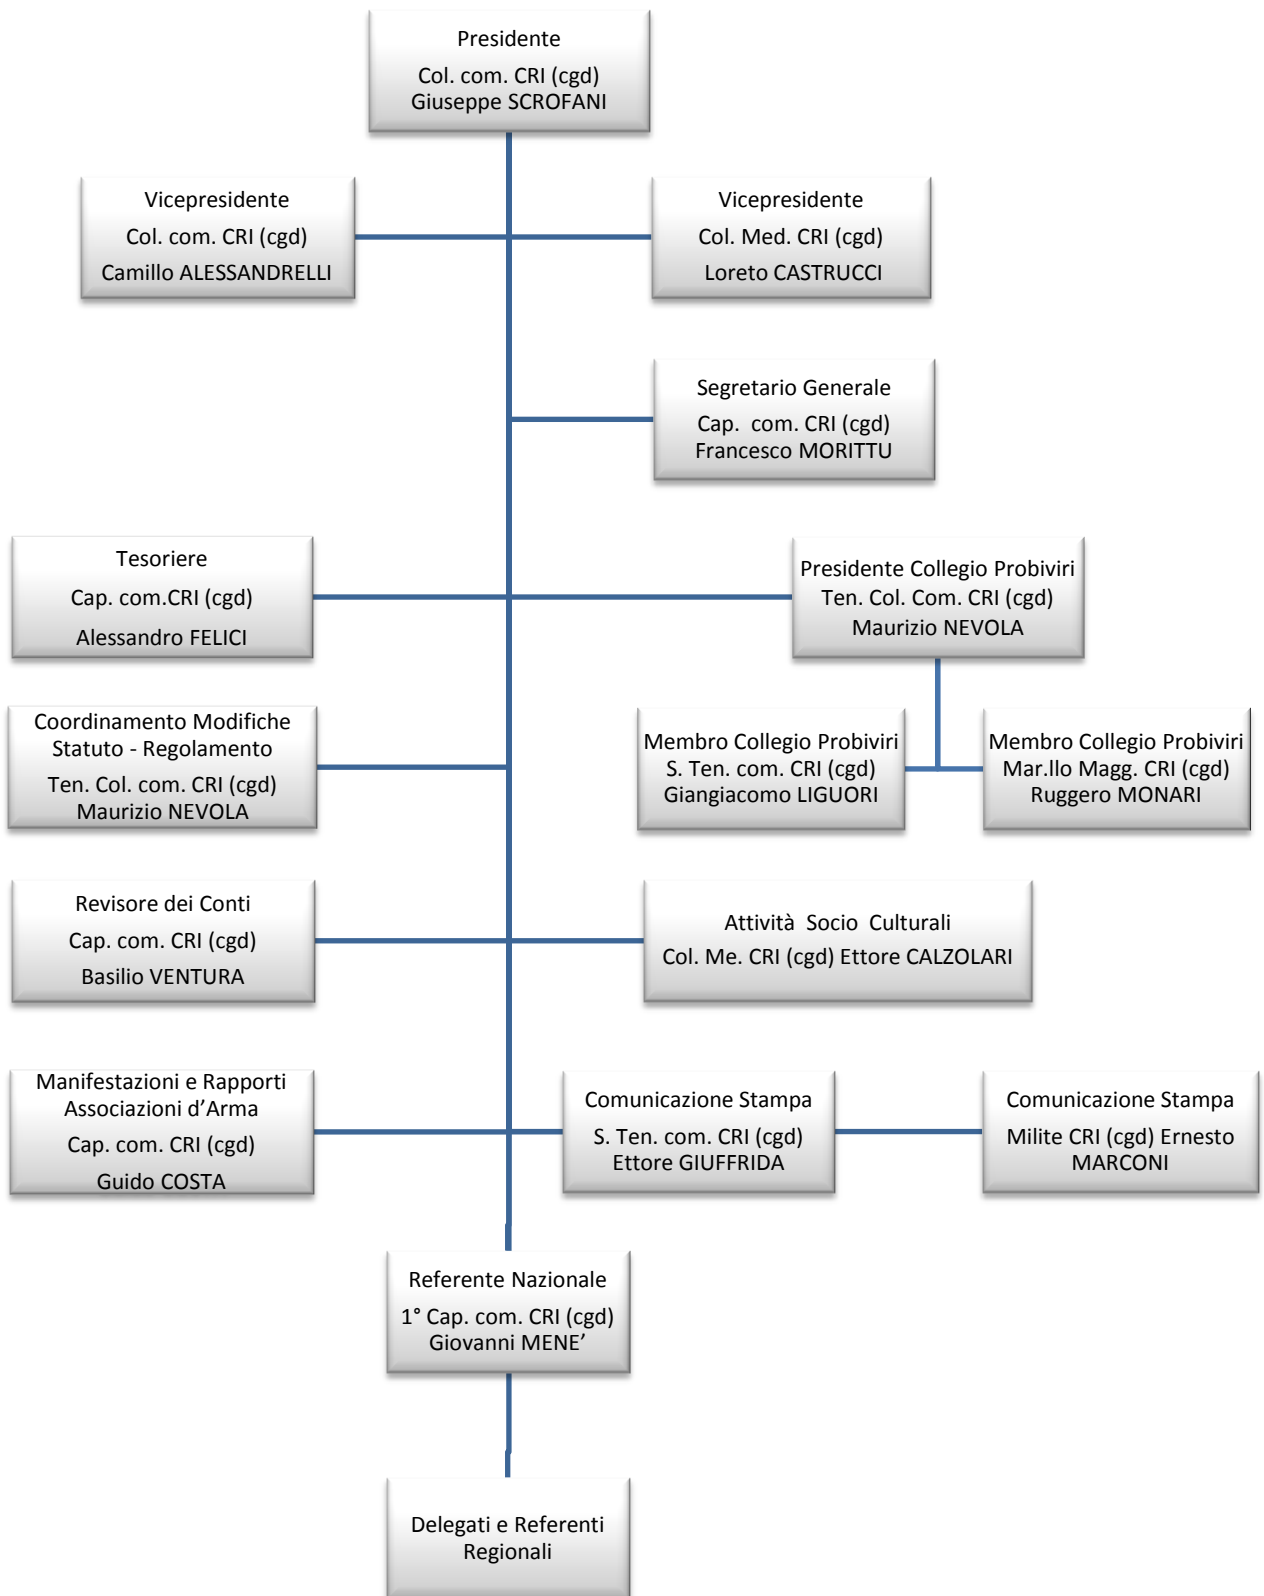 Presidente
Col. com. CRI (cgd)
Giuseppe SCROFANI
Vicepresidente
Col. com. CRI (cgd)
Camillo ALESSANDRELLI
Vicepresidente
Col. Med. CRI (cgd)
Loreto CASTRUCCI
Segretario Generale
Cap. com. CRI (cgd)
Francesco MORITTU
Tesoriere
Cap. com.CRI (cgd)
Alessandro FELICI
Presidente Collegio Probiviri
Ten. Col. Com. CRI (cgd)
Maurizio NEVOLA
Coordinamento Modifiche
Statuto - Regolamento
Ten. Col. com. CRI (cgd)
Maurizio NEVOLA
Membro Collegio Probiviri
S. Ten. com. CRI (cgd)
Giangiacomo LIGUORI
Membro Collegio Probiviri
Mar.llo Magg. CRI (cgd)
Ruggero MONARI
Revisore dei Conti
Cap. com. CRI (cgd)
Basilio VENTURA
Attività Socio Culturali
Col. Me. CRI (cgd) Ettore CALZOLARI
Manifestazioni e Rapporti
Associazioni d’Arma
Cap. com. CRI (cgd)
Guido COSTA
Comunicazione Stampa
S. Ten. com. CRI (cgd)
Ettore GIUFFRIDA
Comunicazione Stampa
Milite CRI (cgd) Ernesto
MARCONI
Referente Nazionale
1° Cap. com. CRI (cgd)
Giovanni MENE’
Delegati e Referenti
Regionali